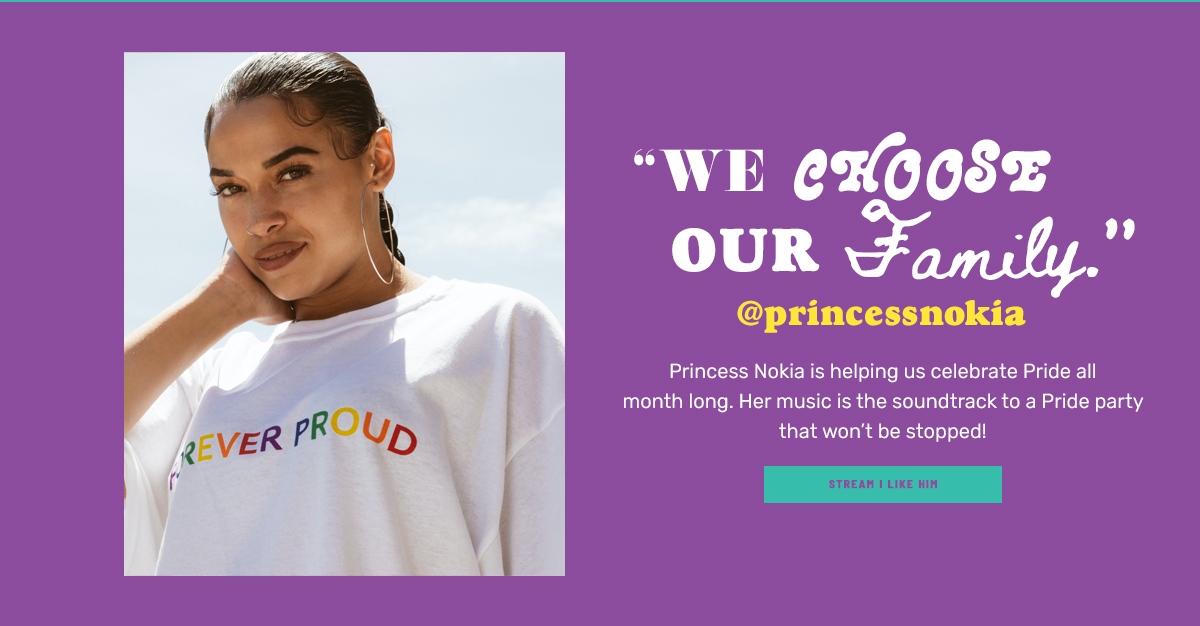 “WE CHOOSE
OUR Family.”
@princessnokia
Princess Nokia is helping us celebrate Pride all
month long. Her music is the soundtrack to a Pride party
that won’t be stopped!
STREAM I LIKE HIM
FOREVER PROUD